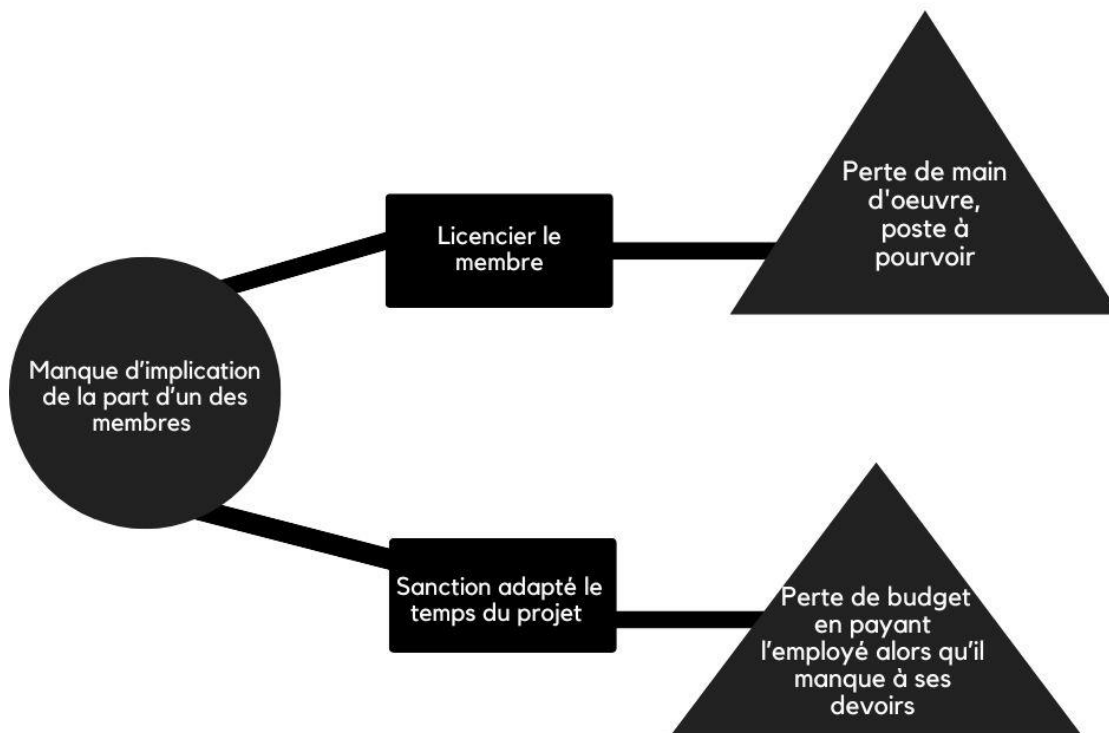 Manque d'implication
de la part d'un des
membres
Licencier le
membre
Perte de main
d'oeuvre,
poste à
pourvoir
Sanction adapté le
temps du projet
Perte de budget
en payant
l'employé alors qu'il
manque à ses
devoirs